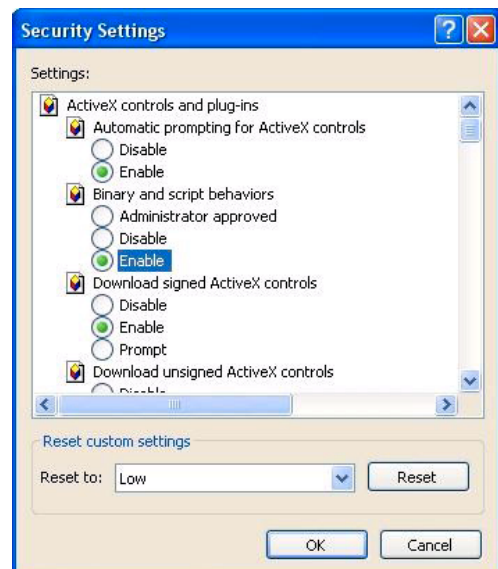 Security Settings
Settings:
ActiveX controls and plug-ins
Automatic prompting for ActiveX controls
Disable
Enable
Binary and script behaviors
Administrator approved
Disable
Enable
Download signed ActiveX controls
Disable
Enable
Prompt
Download unsigned ActiveX controls
Disable
Reset custom settings
Reset to: Low Reset
OK Cancel